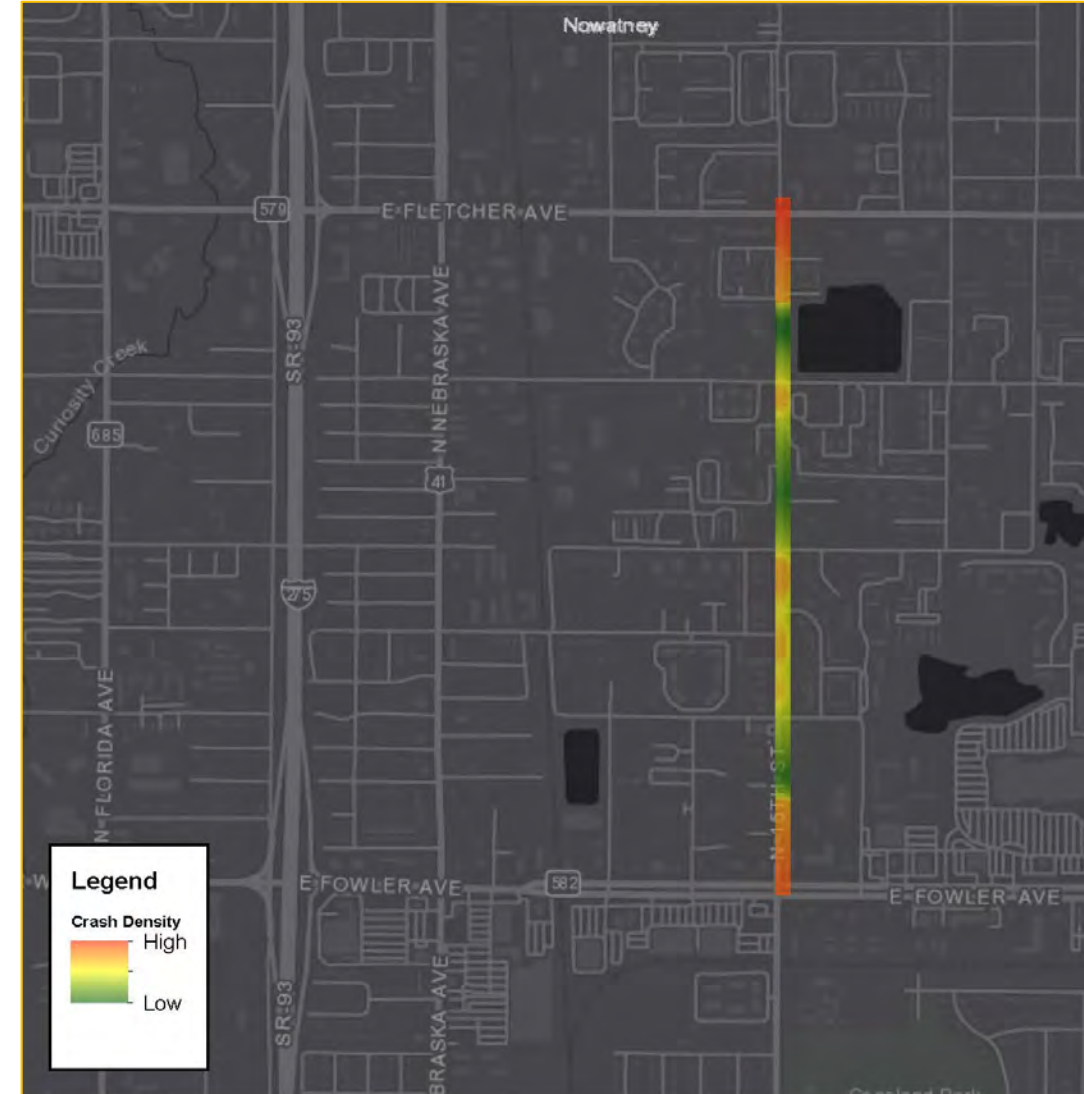 579
E FLETCHER AVE
N NEBRASKA AVE
SR-93
Curiosity Creek
685
41
275
N FLORIDA AVE
N 15TH ST
E FOWLER AVE
582
E FOWLER AVE
SR-93
BRASKA AVE
W
Legend
Crash Density
High
Low